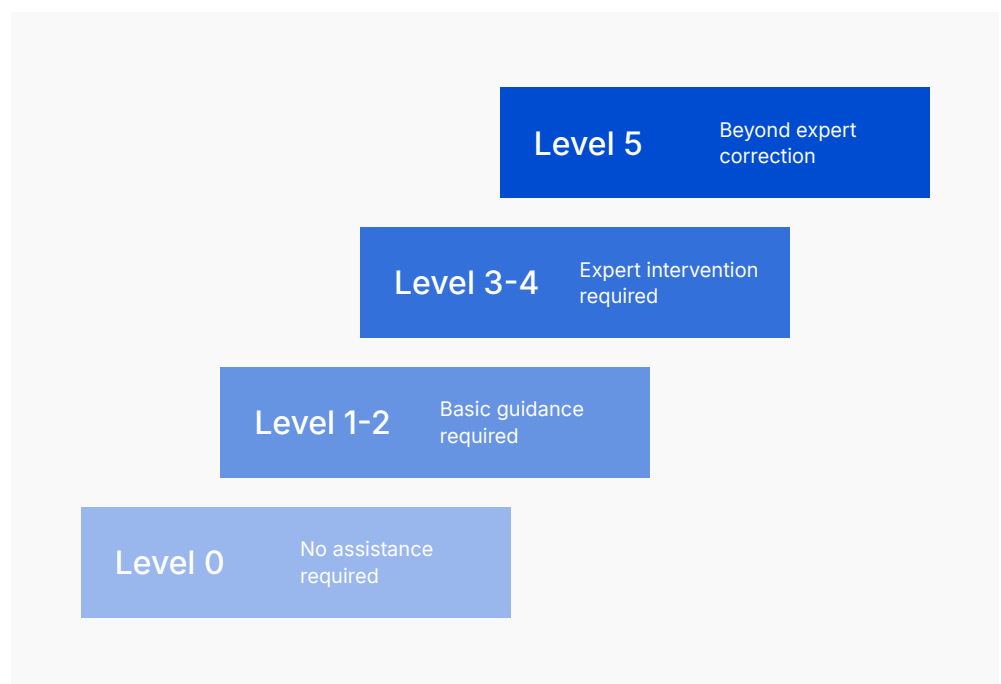 Level 5
Beyond expert
correction
Level 3-4
Expert intervention
required
Level 1-2
Basic guidance
required
Level 0
No assistance
required